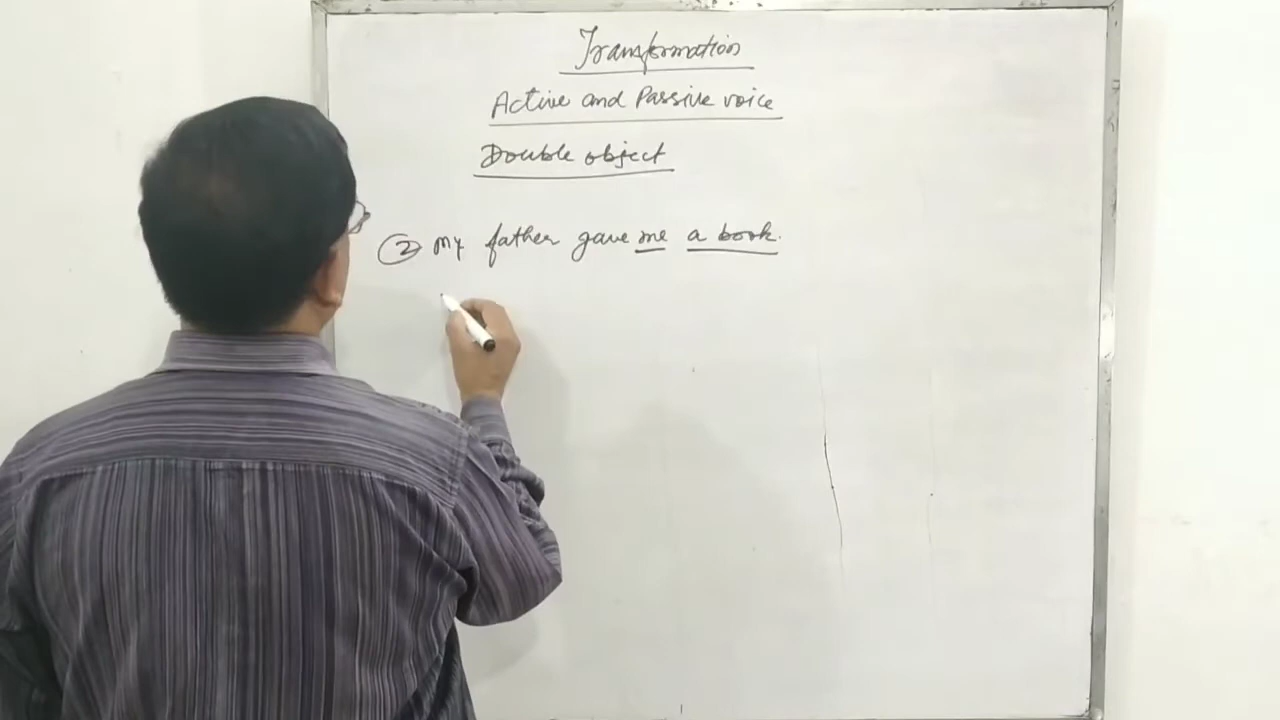 Transformation
Active and Passive voice
Double object
② My father gave me a book.